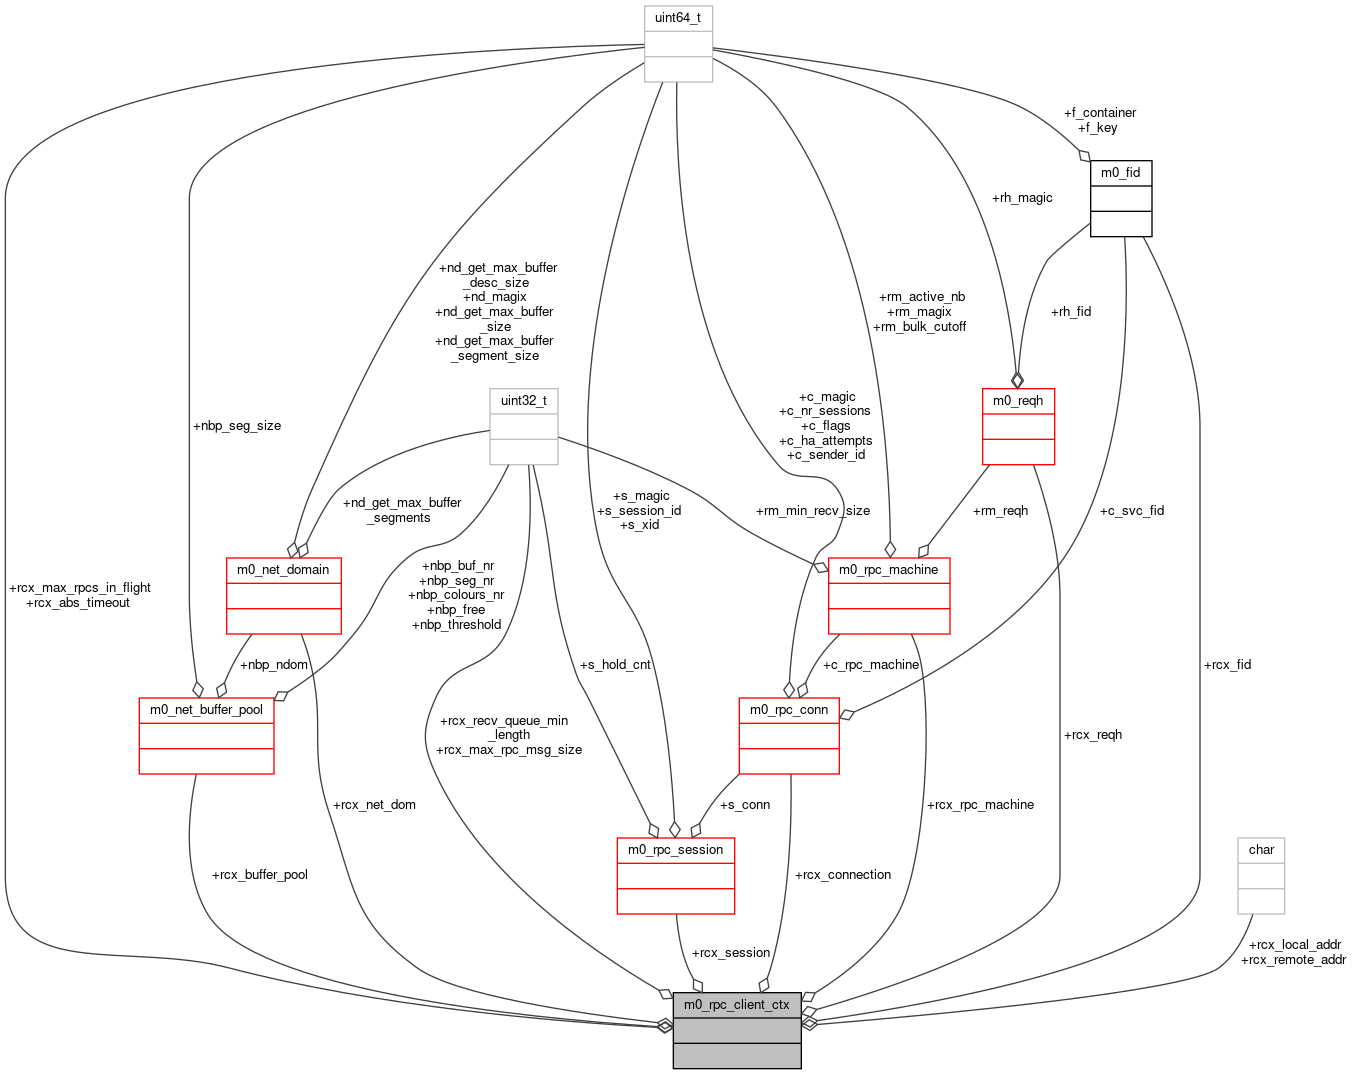 uint64_t
+f_container
+f_key
m0_fid
+rh_magic
+nd_get_max_buffer
_desc_size
+nd_magix
+nd_get_max_buffer
_size
+nd_get_max_buffer
_segment_size
+rm_active_nb
+rm_magix
+rm_bulk_cutoff
+rh_fid
uint32_t
+c_magic
+c_nr_sessions
+c_flags
+c_ha_attempts
+c_sender_id
m0_reqh
+nbp_seg_size
+nd_get_max_buffer
_segments
+s_magic
+s_session_id
+s_xid
+rm_min_recv_size
+rm_reqh
+c_svc_fid
+rcx_max_rpcs_in_flight
+rcx_abs_timeout
m0_net_domain
+nbp_buf_nr
+nbp_seg_nr
+nbp_colours_nr
+nbp_free
+nbp_threshold
m0_rpc_machine
+nbp_ndom
+s_hold_cnt
+c_rpc_machine
+rcx_fid
m0_net_buffer_pool
+rcx_recv_queue_min
_length
+rcx_max_rpc_msg_size
m0_rpc_conn
+rcx_reqh
+rcx_net_dom
+s_conn
+rcx_rpc_machine
m0_rpc_session
char
+rcx_buffer_pool
+rcx_connection
+rcx_session
+rcx_local_addr
+rcx_remote_addr
m0_rpc_client_ctx